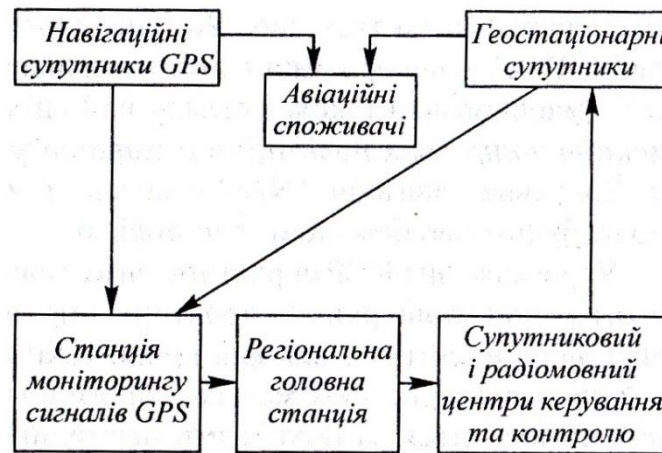 Навігаційні
супутники GPS
Геостаціонарні
супутники
Авіаційні
споживачі
Станція
моніторингу
сигналів GPS
Регіональна
головна
станція
Супутниковий
і радіомовний
центри керування
та контролю